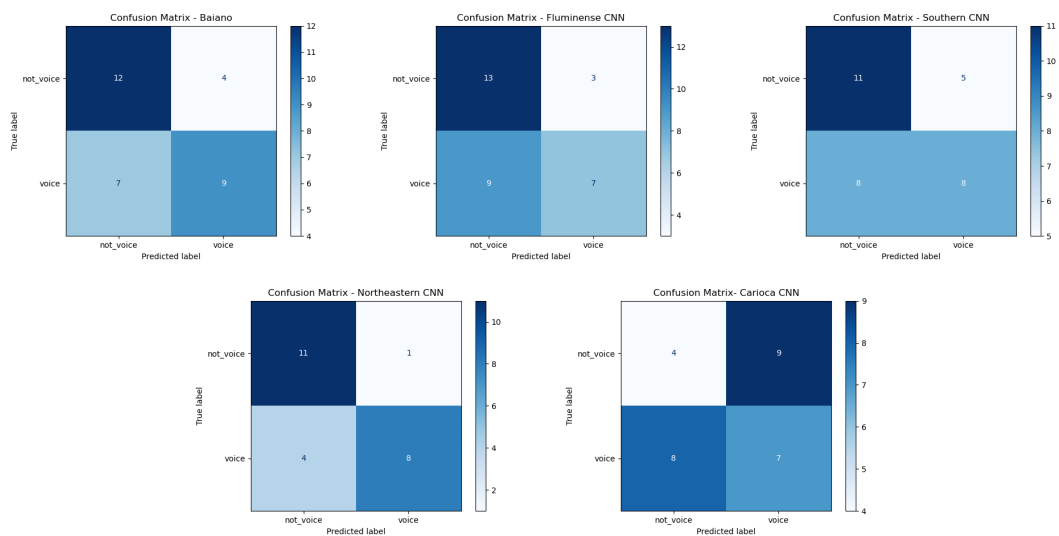 Confusion Matrix - Baiano
True label
not_voice
voice
12 4
7 9
not_voice voice
Predicted label
12
11
10
9
8
7
6
5
4
Confusion Matrix - Fluminense CNN
True label
not_voice
voice
13 3
9 7
not_voice voice
Predicted label
12
10
8
6
4
Confusion Matrix - Southern CNN
True label
not_voice
voice
11 5
8 8
not_voice voice
Predicted label
11
10
9
8
7
6
5
Confusion Matrix - Northeastern CNN
True label
not_voice
voice
11 1
4 8
not_voice voice
Predicted label
10
8
6
4
2
Confusion Matrix- Carioca CNN
True label
not_voice
voice
4 9
8 7
not_voice voice
Predicted label
9
8
7
6
5
4